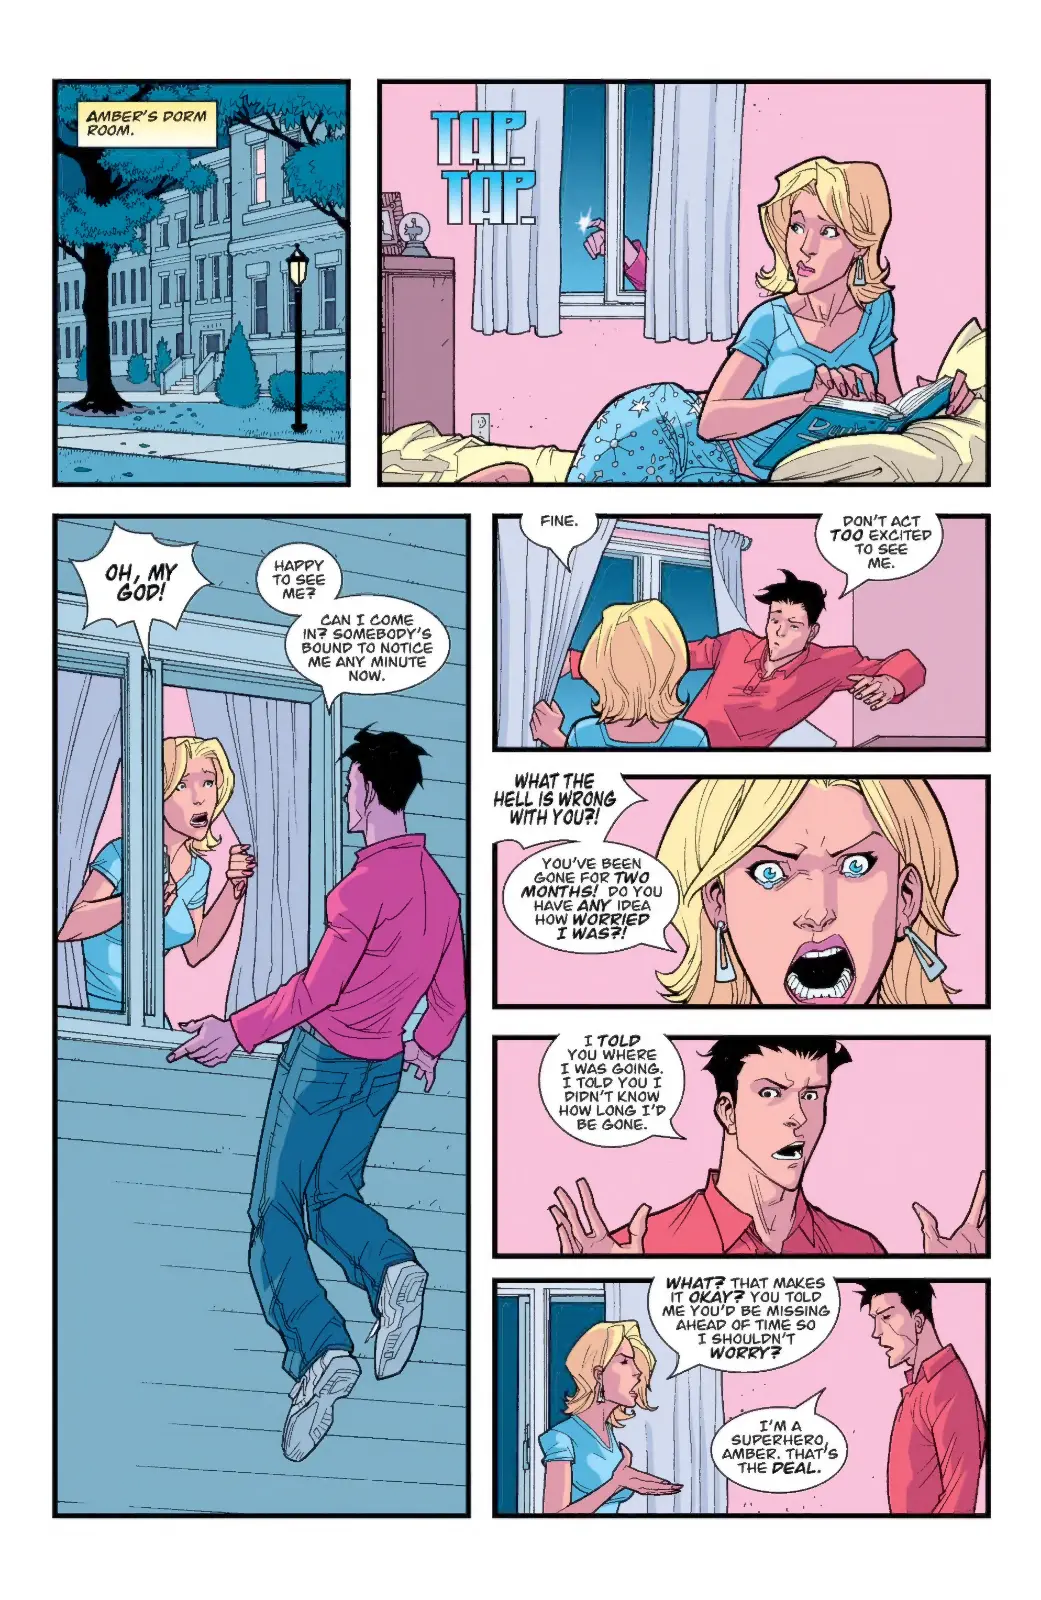 AMBER'S DORM
ROOM.
TAP.
TAP.
OH, MY
GOD!
HAPPY
TO SEE
ME?
CAN I COME
IN? SOMEBODY'S
BOUND TO NOTICE
ME ANY MINUTE
NOW.
FINE.
DON'T ACT
TOO EXCITED
TO SEE
ME.
WHAT THE
HELL IS WRONG
WITH YOU?!
YOU'VE BEEN
GONE FOR TWO
MONTHS! DO YOU
HAVE ANY IDEA
HOW WORRIED
I WAS?!
I TOLD
YOU WHERE
I WAS GOING.
I TOLD YOU I
DIDN'T KNOW
HOW LONG I'D
BE GONE.
WHAT? THAT MAKES
IT OKAY? YOU TOLD
ME YOU'D BE MISSING
AHEAD OF TIME SO
I SHOULDN'T
WORRY?
I'M A
SUPERHERO,
AMBER. THAT'S
THE DEAL.